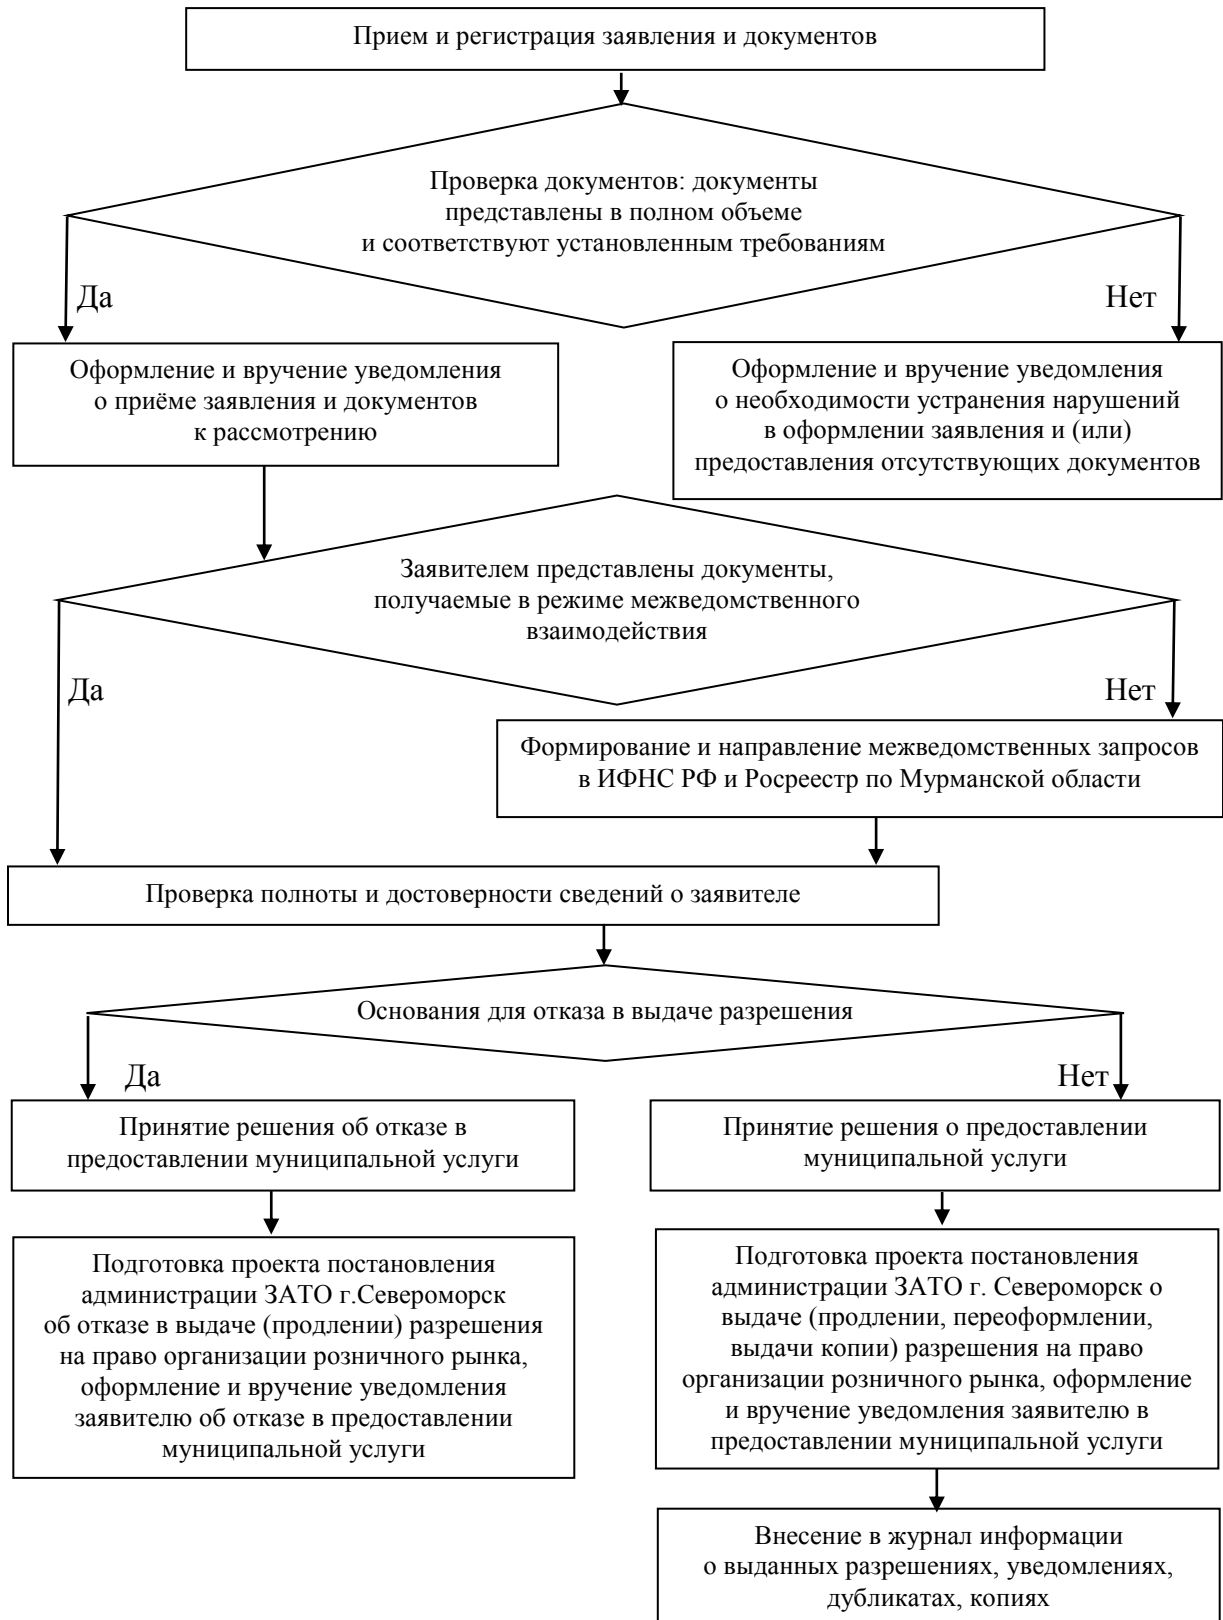 Прием и регистрация заявления и документов
Проверка документов: документы
представлены в полном объеме
и соответствуют установленным требованиям
Да
Нет
Оформление и вручение уведомления
о приёме заявления и документов
к рассмотрению
Оформление и вручение уведомления
о необходимости устранения нарушений
в оформлении заявления и (или)
предоставления отсутствующих документов
Заявителем представлены документы,
получаемые в режиме межведомственного
взаимодействия
Да
Нет
Формирование и направление межведомственных запросов
в ИФНС РФ и Росреестр по Мурманской области
Проверка полноты и достоверности сведений о заявителе
Основания для отказа в выдаче разрешения
Да
Нет
Принятие решения об отказе в
предоставлении муниципальной услуги
Принятие решения о предоставлении
муниципальной услуги
Подготовка проекта постановления
администрации ЗАТО г.Североморск
об отказе в выдаче (продлении) разрешения
на право организации розничного рынка,
оформление и вручение уведомления
заявителю об отказе в предоставлении
муниципальной услуги
Подготовка проекта постановления
администрации ЗАТО г. Североморск о
выдаче (продлении, переоформлении,
выдачи копии) разрешения на право
организации розничного рынка, оформление
и вручение уведомления заявителю в
предоставлении муниципальной услуги
Внесение в журнал информации
о выданных разрешениях, уведомлениях,
дубликатах, копиях